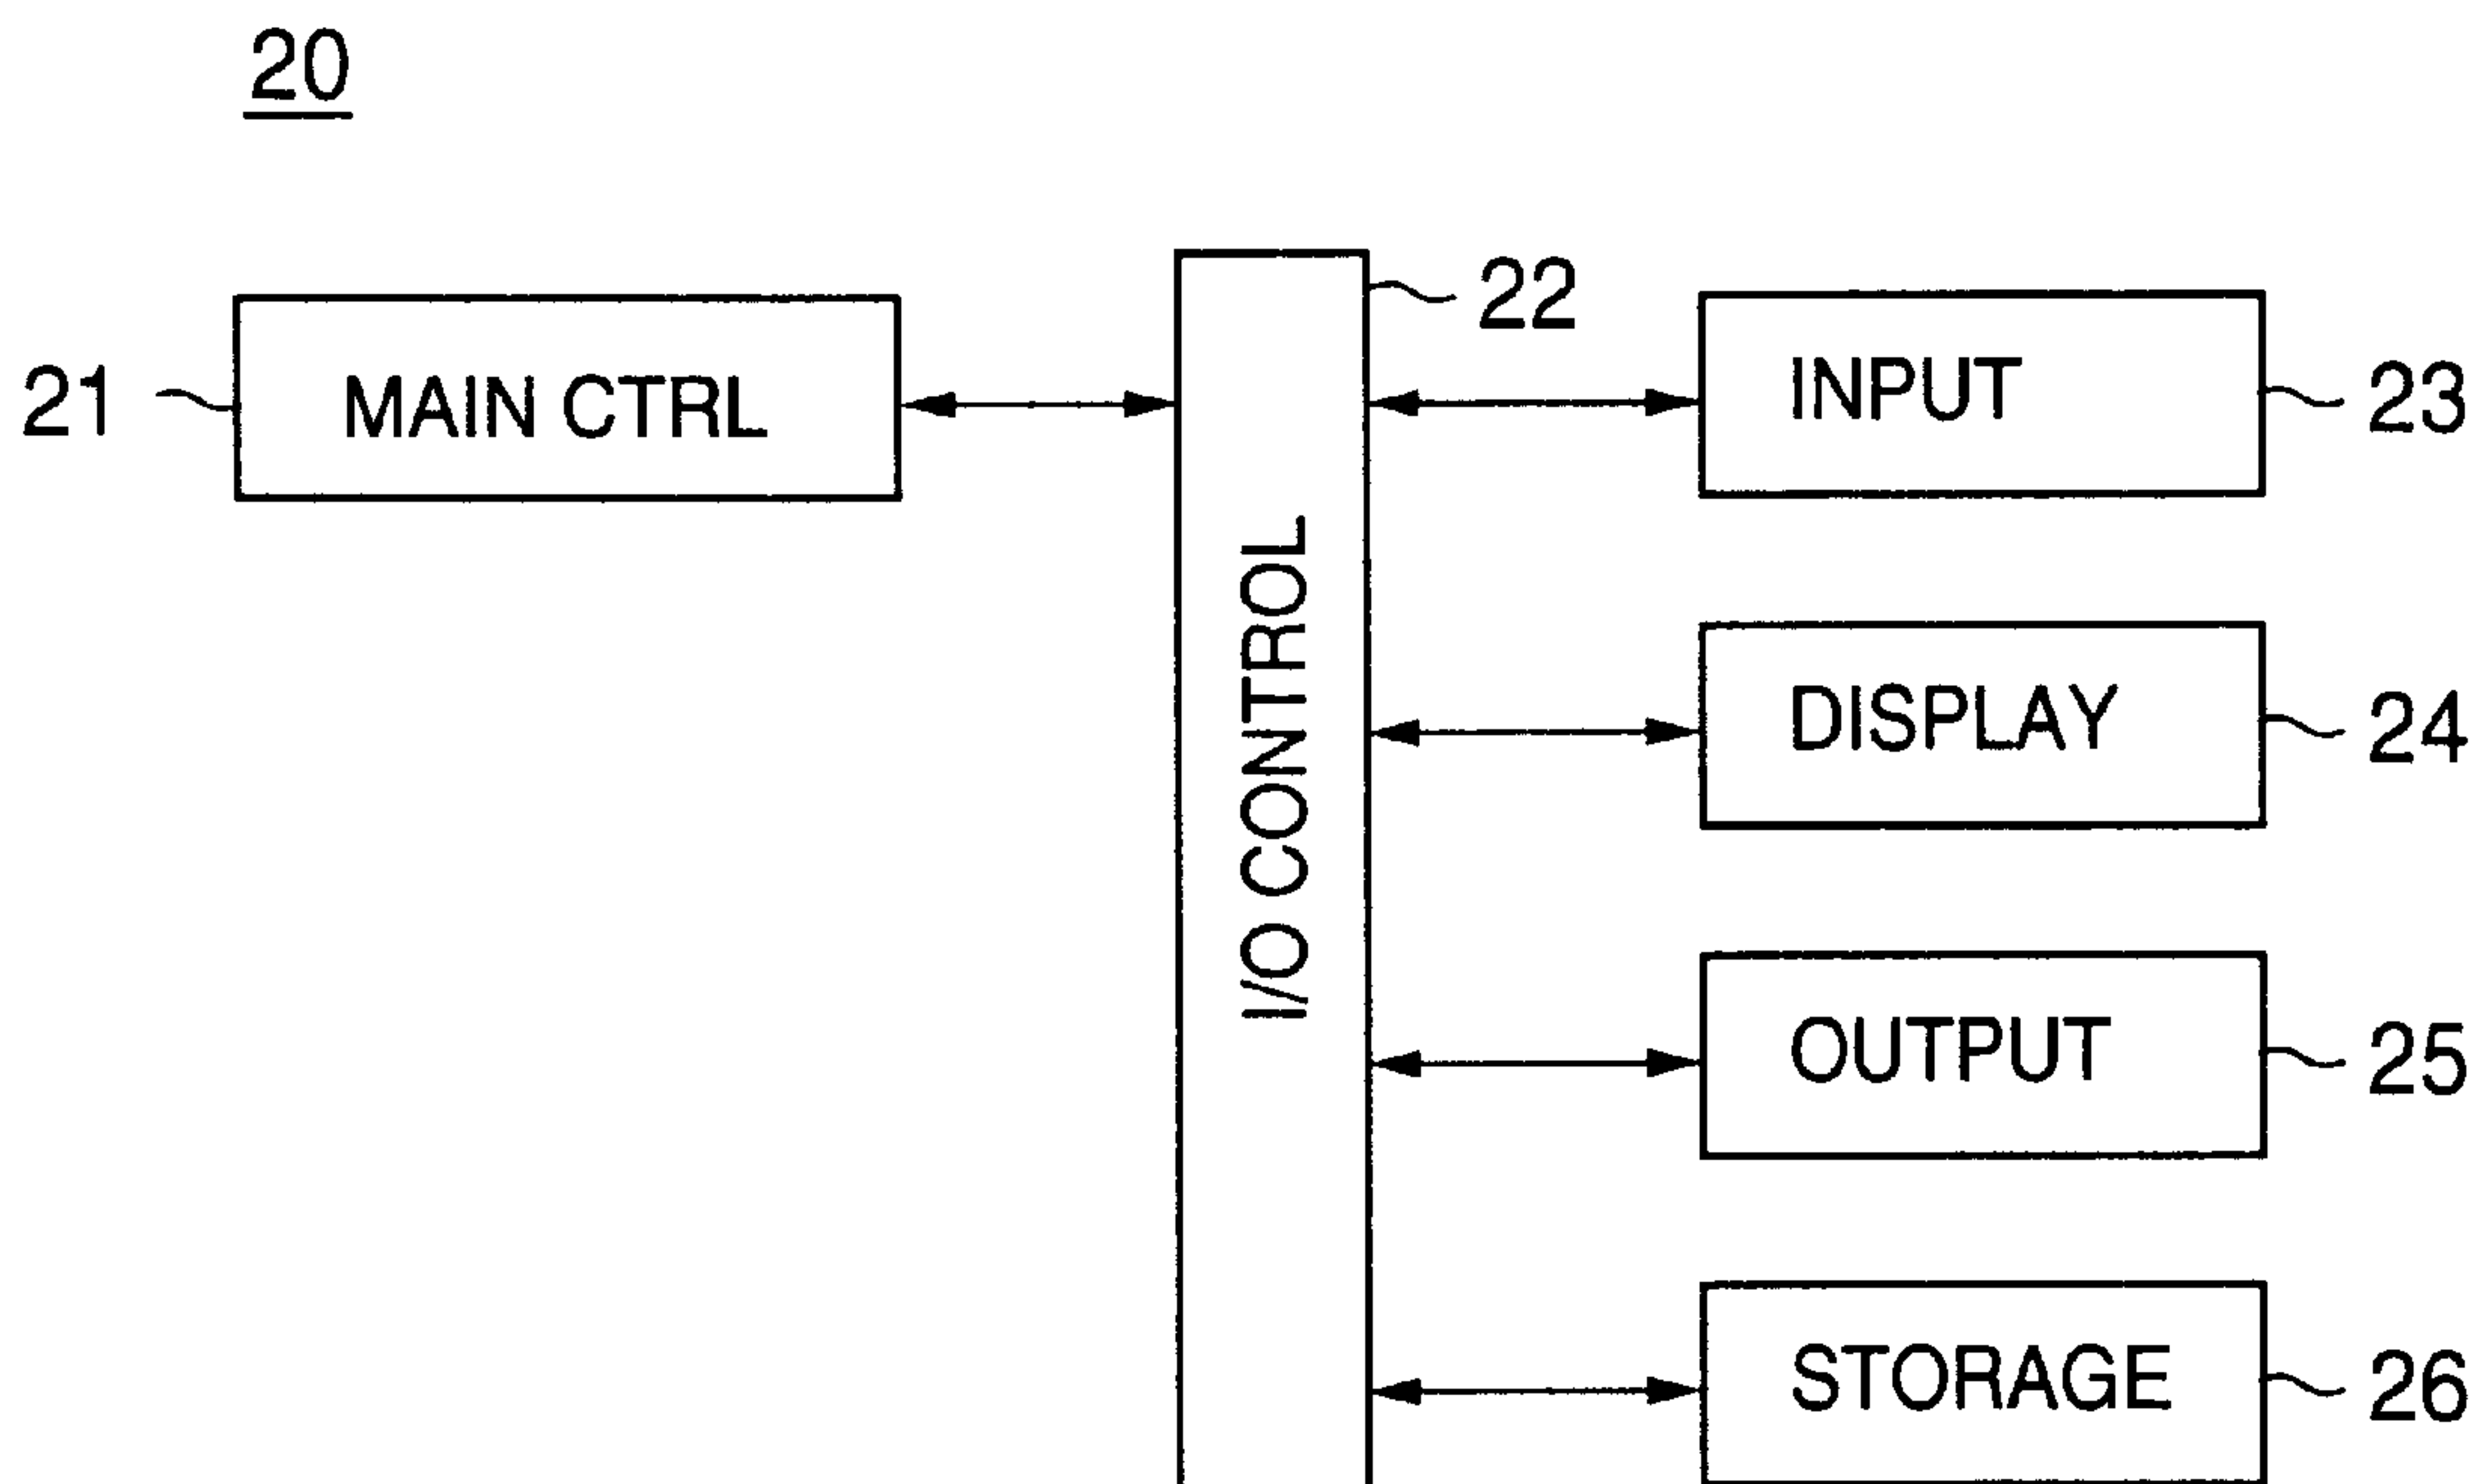 20
22
21
MAIN CTRL
INPUT
23
I/O CONTROL
DISPLAY
24
OUTPUT
25
STORAGE
26